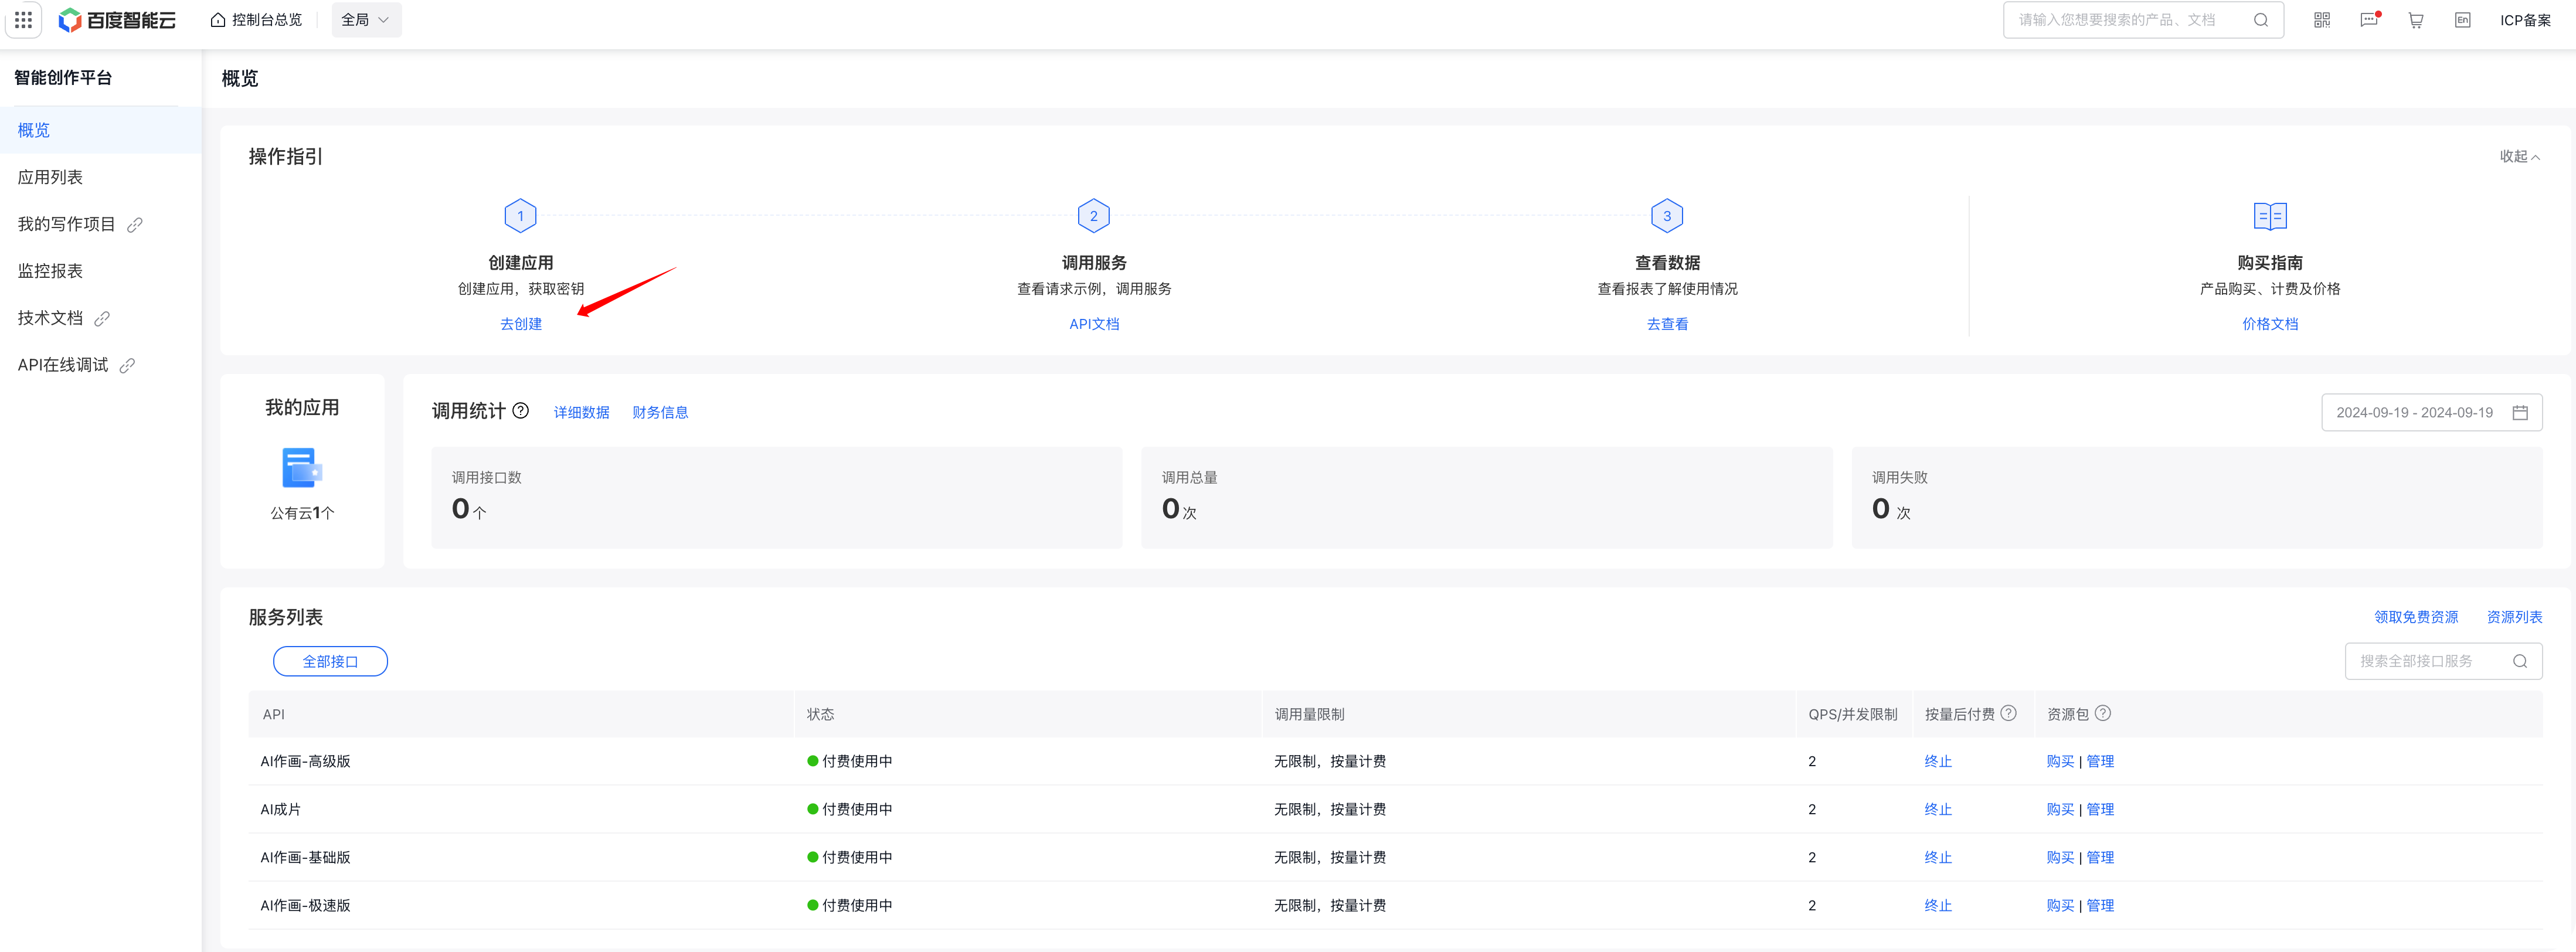 百度智能云 控制台总览 全局 请输入您想要搜索的产品、文档 En ICP备案
智能创作平台
概览
应用列表
我的写作项目
监控报表
技术文档
API在线调试
概览
操作指引 收起
1 2 3
创建应用 调用服务 查看数据 购买指南
创建应用，获取密钥 查看请求示例，调用服务 查看报表了解使用情况 产品购买、计费及价格
去创建 API文档 去查看 价格文档
我的应用
公有云1个
调用统计 ? 详细数据 财务信息 2024-09-19 - 2024-09-19
调用接口数 调用总量 调用失败
0个 0次 0 次
服务列表 领取免费资源 资源列表
全部接口 搜索全部接口服务
API 状态 调用量限制 QPS/并发限制 按量后付费 ? 资源包 ?
AI作画-高级版 付费使用中 无限制，按量计费 2 终止 购买 | 管理
AI成片 付费使用中 无限制，按量计费 2 终止 购买 | 管理
AI作画-基础版 付费使用中 无限制，按量计费 2 终止 购买 | 管理
AI作画-极速版 付费使用中 无限制，按量计费 2 终止 购买 | 管理